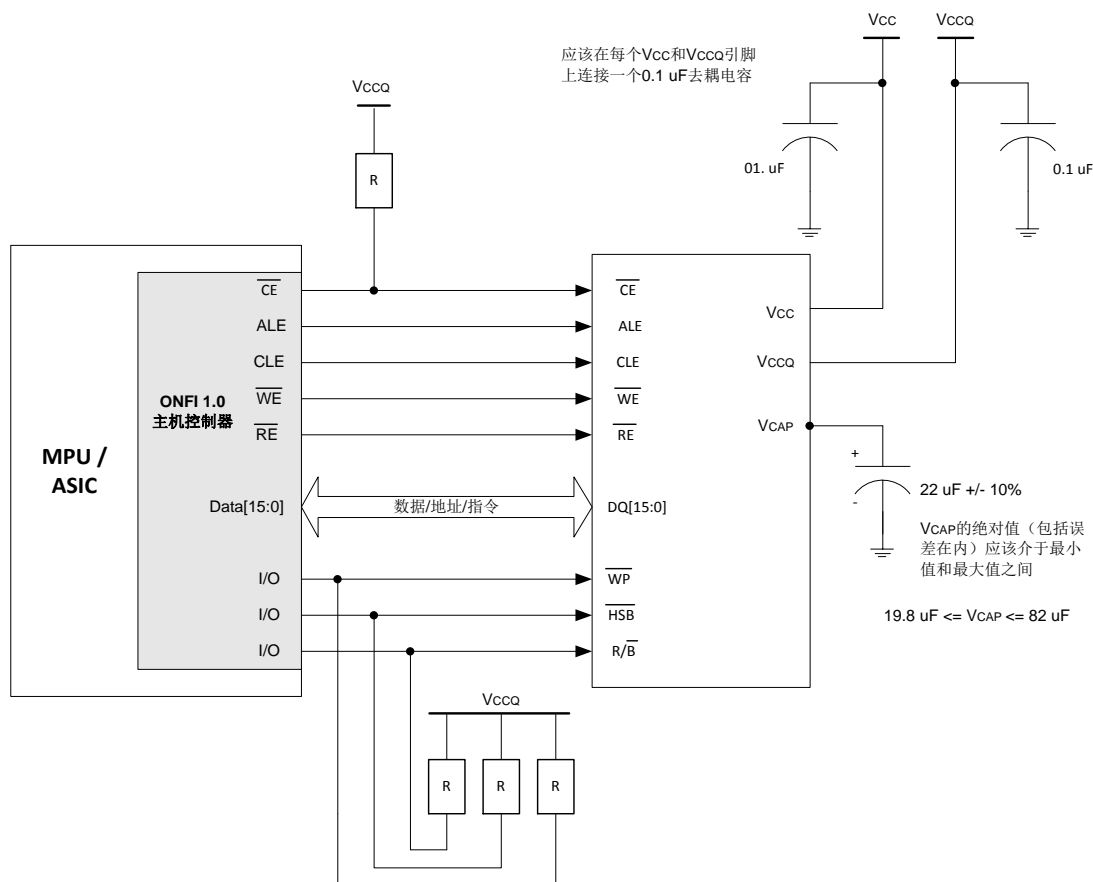 Vcc
VccQ
应该在每个Vcc和VccQ引脚
上连接一个0.1 uF去耦电容
VccQ
R
01. uF
0.1 uF
CE
ALE
CLE
WE
RE
ONFI 1.0
主机控制器
MPU /
ASIC
Data[15:0]
数据/地址/指令
I/O
I/O
I/O
CE
ALE
CLE
WE
RE
DQ[15:0]
WP
HSB
R/B
Vcc
VccQ
VCAP
+
-
22 uF +/- 10%
VCAP的绝对值（包括误
差在内）应该介于最小
值和最大值之间
19.8 uF <= VCAP <= 82 uF
VccQ
R
R
R